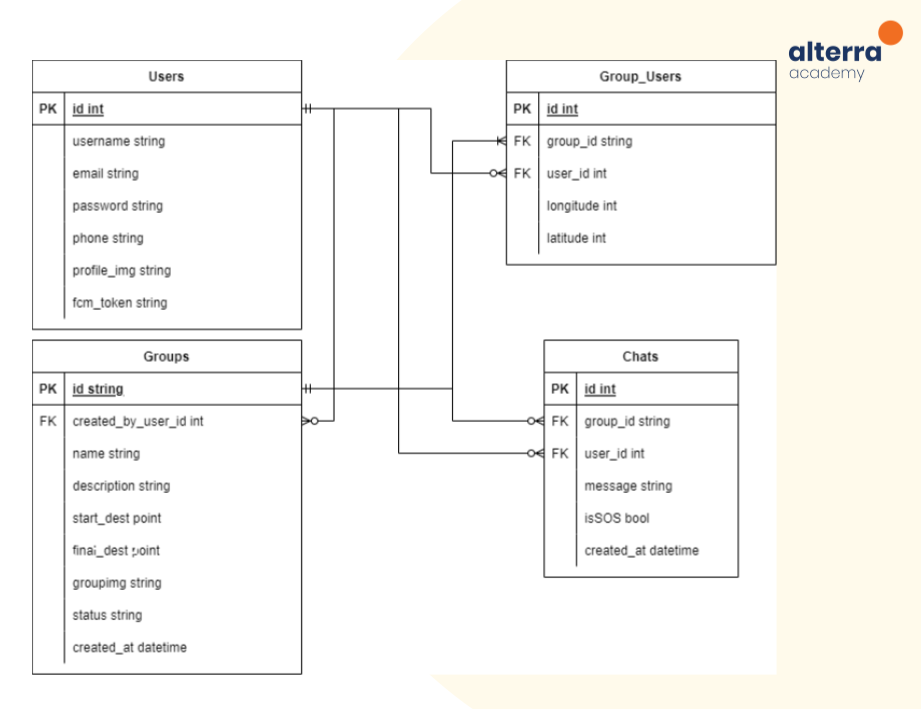 alterra
academy
Users
PK id int
username string
email string
password string
phone string
profile_img string
fcm_token string
Group_Users
PK id int
FK group_id string
FK user_id int
longitude int
latitude int
Groups
PK id string
FK created_by_user_id int
name string
description string
start_dest point
final_dest point
groupimg string
status string
created_at datetime
Chats
PK id int
FK group_id string
FK user_id int
message string
isSOS bool
created_at datetime